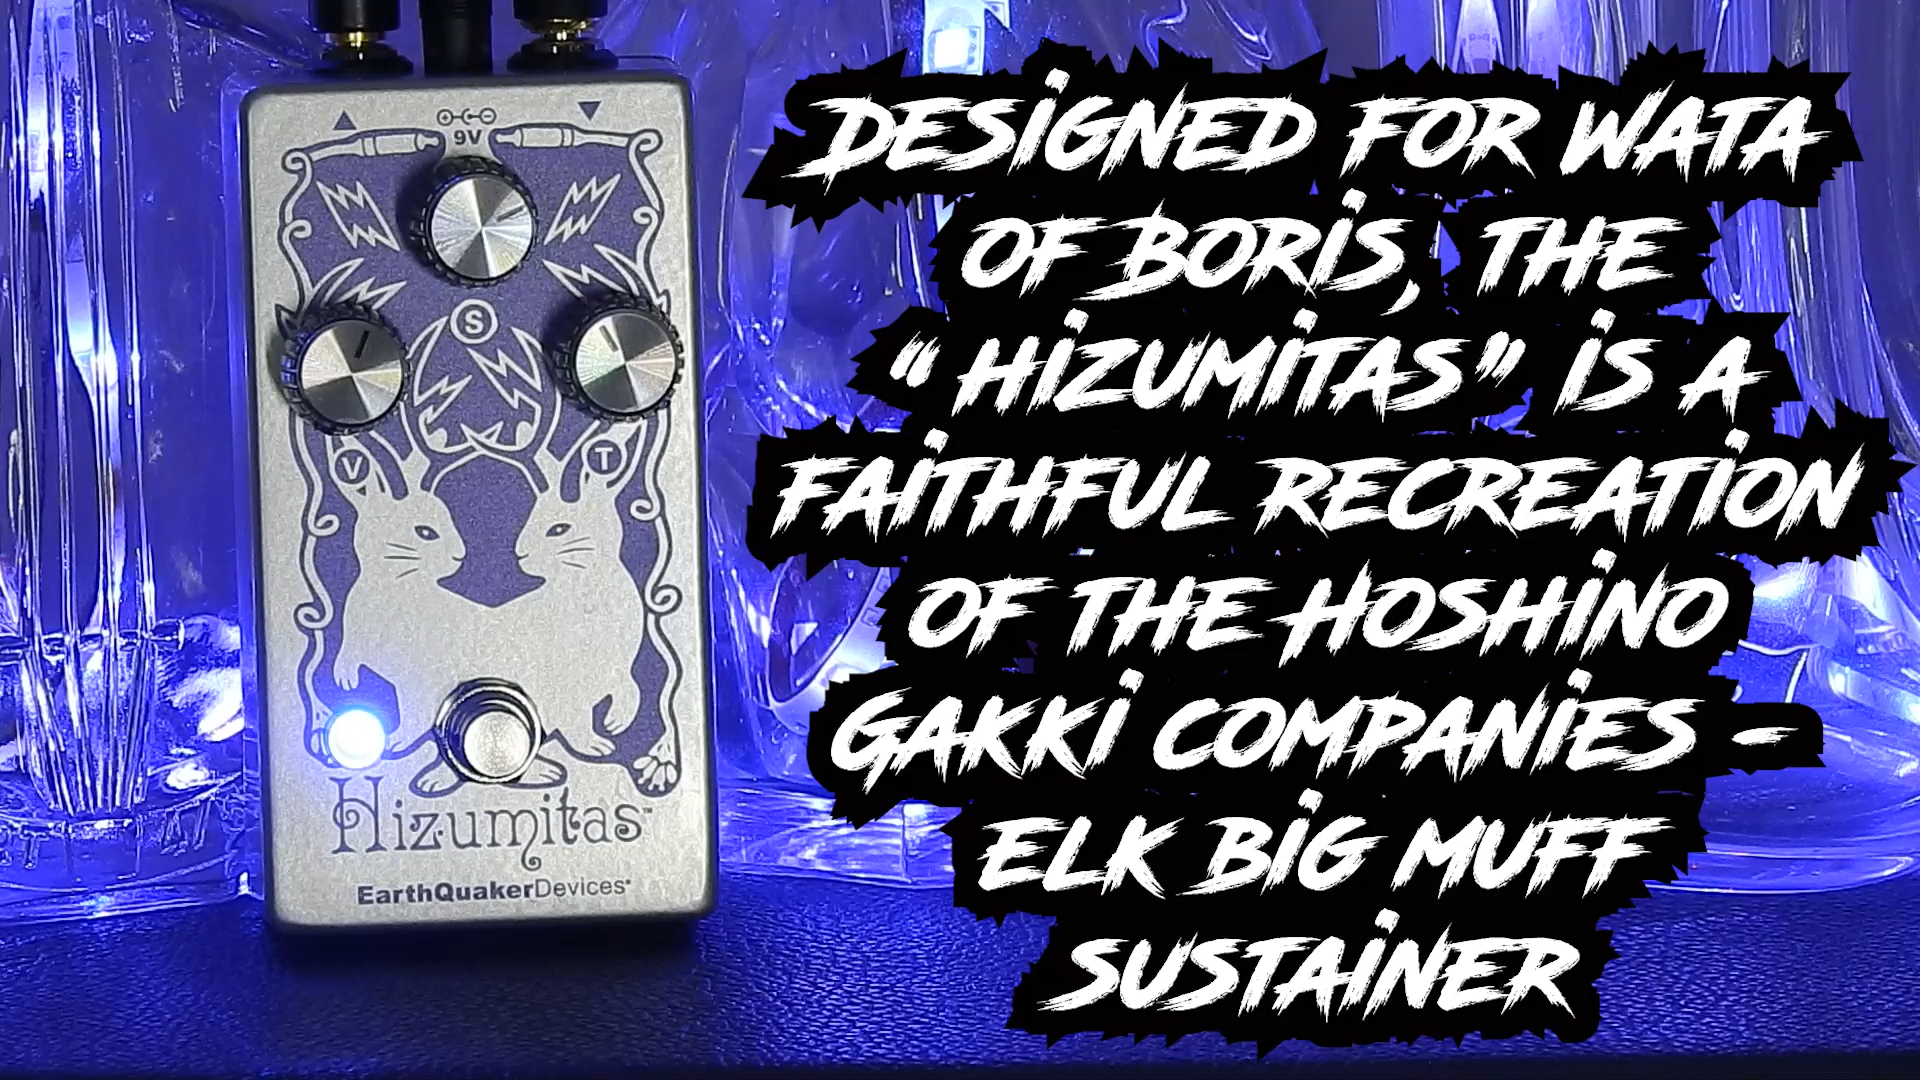 9V
S
V
T
Hizumitas™
EarthQuakerDevices®
DESIGNED FOR WATA
OF BORIS, THE
"HIZUMITAS" IS A
FAITHFUL RECREATION
OF THE HOSHINO
GAKKI COMPANIES -
ELK BIG MUFF
SUSTAINER